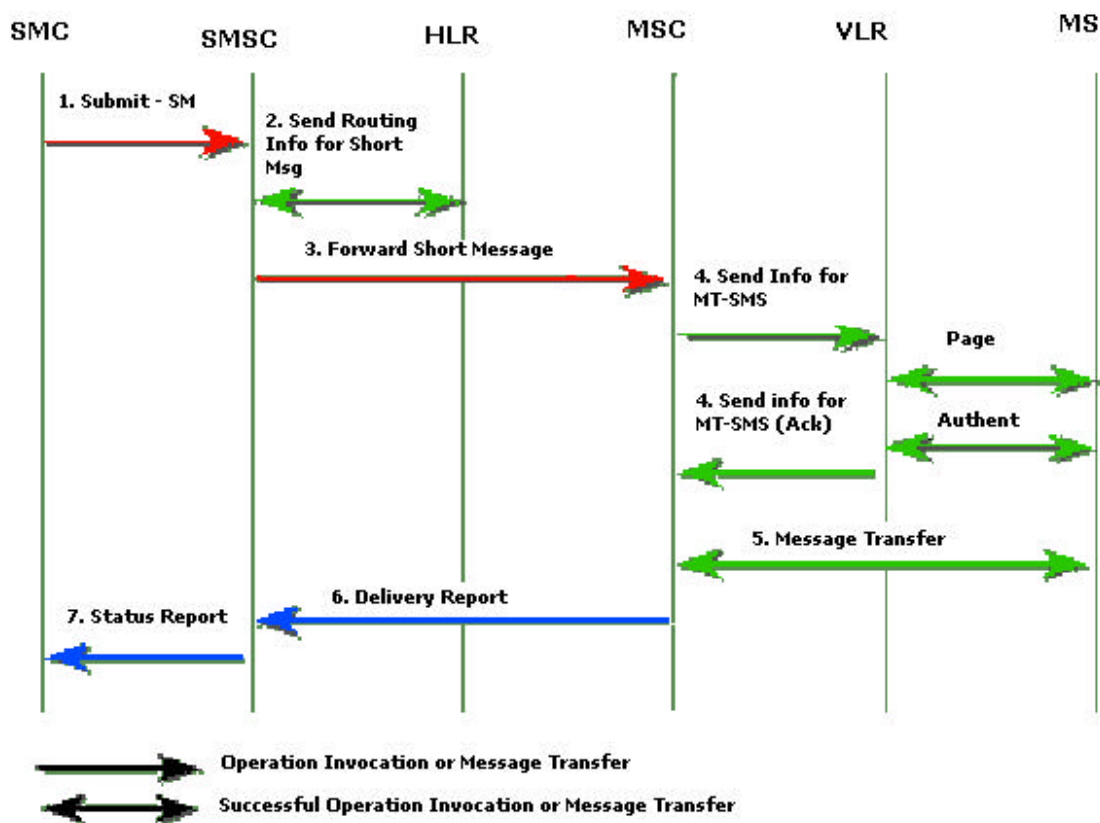 SMC
SMSC
HLR
MSC
VLR
MS
1. Submit - SM
2. Send Routing
Info for Short
Msg
3. Forward Short Message
4. Send Info for
MT-SMS
Page
4. Send info for
MT-SMS (Ack)
Authent
5. Message Transfer
6. Delivery Report
7. Status Report
Operation Invocation or Message Transfer
Successful Operation Invocation or Message Transfer